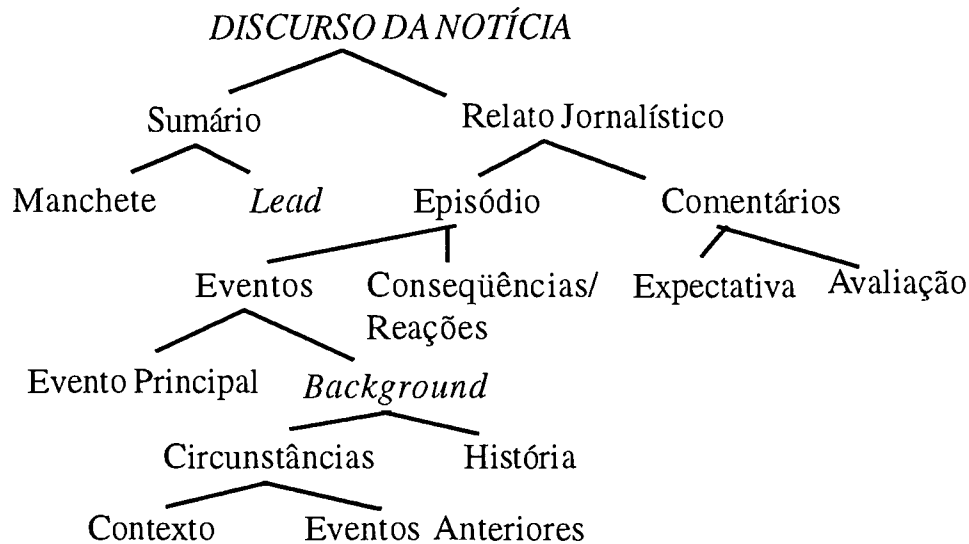 DISCURSO DA NOTÍCIA
Sumário Relato Jornalístico
Manchete Lead Episódio Comentários
Eventos Conseqüências/ Expectativa Avaliação
Reações
Evento Principal Background
Circunstâncias História
Contexto Eventos Anteriores